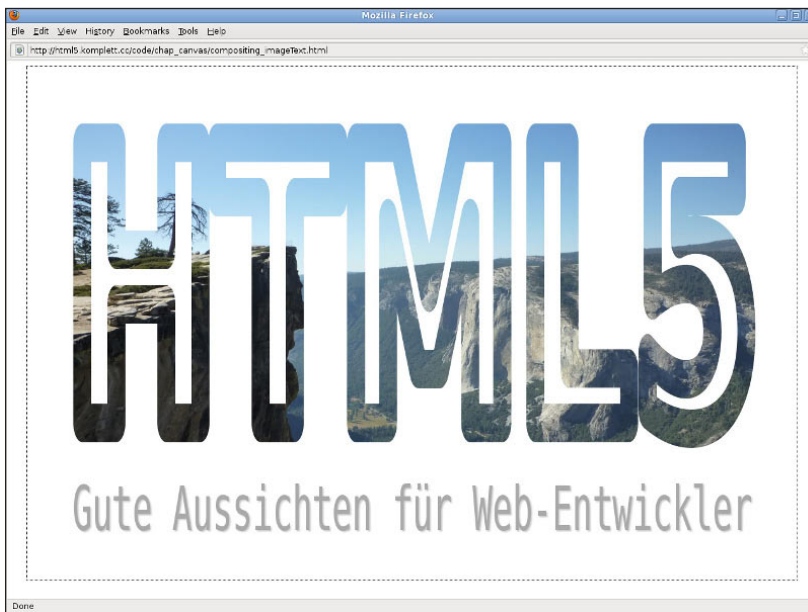 Mozilla Firefox
File Edit View History Bookmarks Tools Help
http://html5.komplett.cc/code/chap_canvas/compositing_imageText.html
HTML5
Gute Aussichten für Web-Entwickler
Done